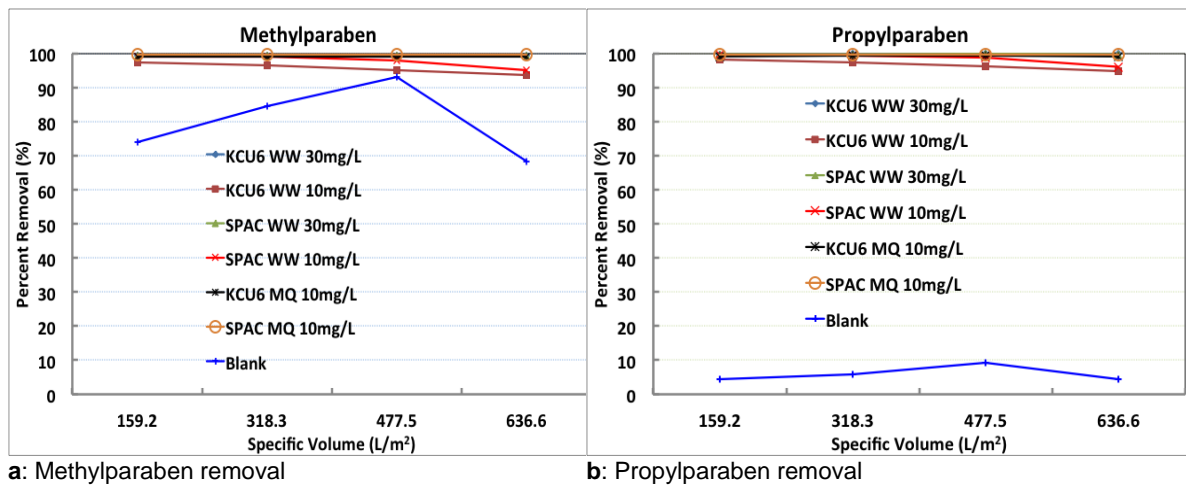 Methylparaben
100
90
80
70
60
50
40
30
20
10
0
Percent Removal (%)
KCU6 WW 30mg/L
KCU6 WW 10mg/L
SPAC WW 30mg/L
SPAC WW 10mg/L
KCU6 MQ 10mg/L
SPAC MQ 10mg/L
Blank
159.2 318.3 477.5 636.6
Specific Volume (L/m²)
a: Methylparaben removal
Propylparaben
100
90
80
70
60
50
40
30
20
10
0
Percent Removal (%)
KCU6 WW 30mg/L
KCU6 WW 10mg/L
SPAC WW 30mg/L
SPAC WW 10mg/L
KCU6 MQ 10mg/L
SPAC MQ 10mg/L
Blank
159.2 318.3 477.5 636.6
Specific Volume (L/m²)
b: Propylparaben removal